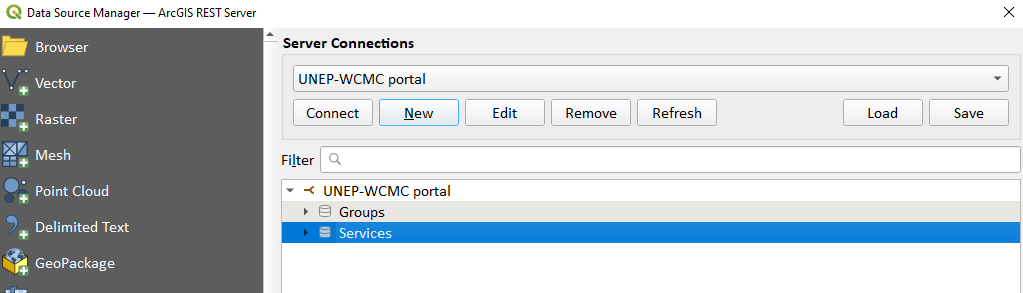 Data Source Manager — ArcGIS REST Server
Browser
Vector
Raster
Mesh
Point Cloud
Delimited Text
GeoPackage
Server Connections
UNEP-WCMC portal
Connect New Edit Remove Refresh Load Save
Filter
UNEP-WCMC portal
Groups
Services